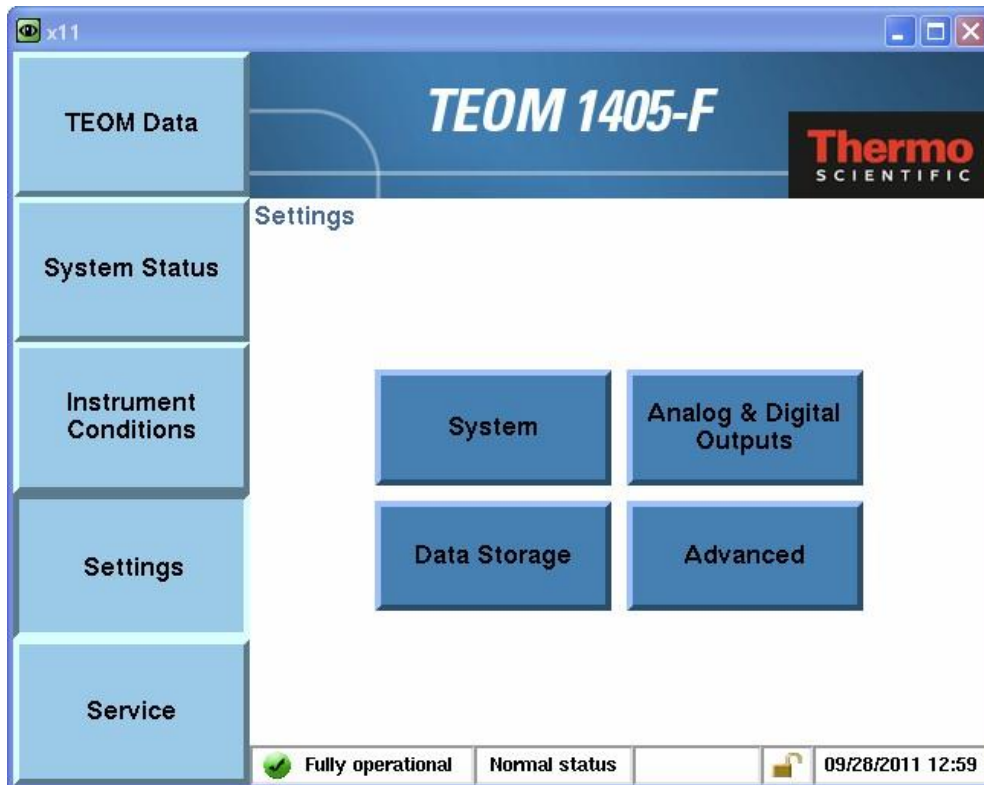 x11
TEOM Data
System Status
Instrument
Conditions
Settings
Service
TEOM 1405-F
Thermo
SCIENTIFIC
Settings
System
Analog & Digital
Outputs
Data Storage
Advanced
Fully operational
Normal status
09/28/2011 12:59